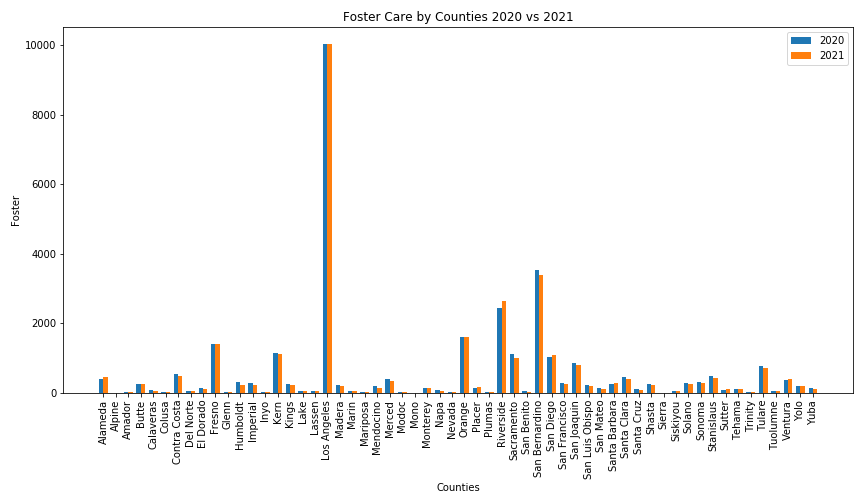 Foster Care by Counties 2020 vs 2021
2020
2021
10000
8000
6000
4000
2000
0
Foster
Alameda
Alpine
Amador
Butte
Calaveras
Colusa
Contra Costa
Del Norte
El Dorado
Fresno
Glenn
Humboldt
Imperial
Inyo
Kern
Kings
Lake
Lassen
Los Angeles
Madera
Marin
Mariposa
Mendocino
Merced
Modoc
Mono
Monterey
Napa
Nevada
Orange
Placer
Plumas
Riverside
Sacramento
San Benito
San Bernardino
San Diego
San Francisco
San Joaquin
San Luis Obispo
San Mateo
Santa Barbara
Santa Clara
Santa Cruz
Shasta
Sierra
Siskiyou
Solano
Sonoma
Stanislaus
Sutter
Tehama
Trinity
Tulare
Tuolumne
Ventura
Yolo
Yuba
Counties